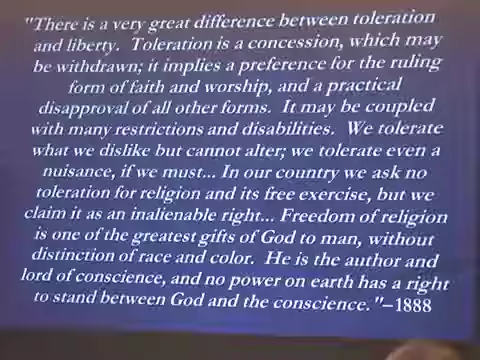 "There is a very great difference between toleration
and liberty.  Toleration is a concession, which may
be withdrawn; it implies a preference for the ruling
form of faith and worship, and a practical
disapproval of all other forms.  It may be coupled
with many restrictions and disabilities.  We tolerate
what we dislike but cannot alter; we tolerate even a
nuisance, if we must... In our country we ask no
toleration for religion and its free exercise, but we
claim it as an inalienable right... Freedom of religion
is one of the greatest gifts of God to man, without
distinction of race and color.  He is the author and
lord of conscience, and no power on earth has a right
to stand between God and the conscience."–1888